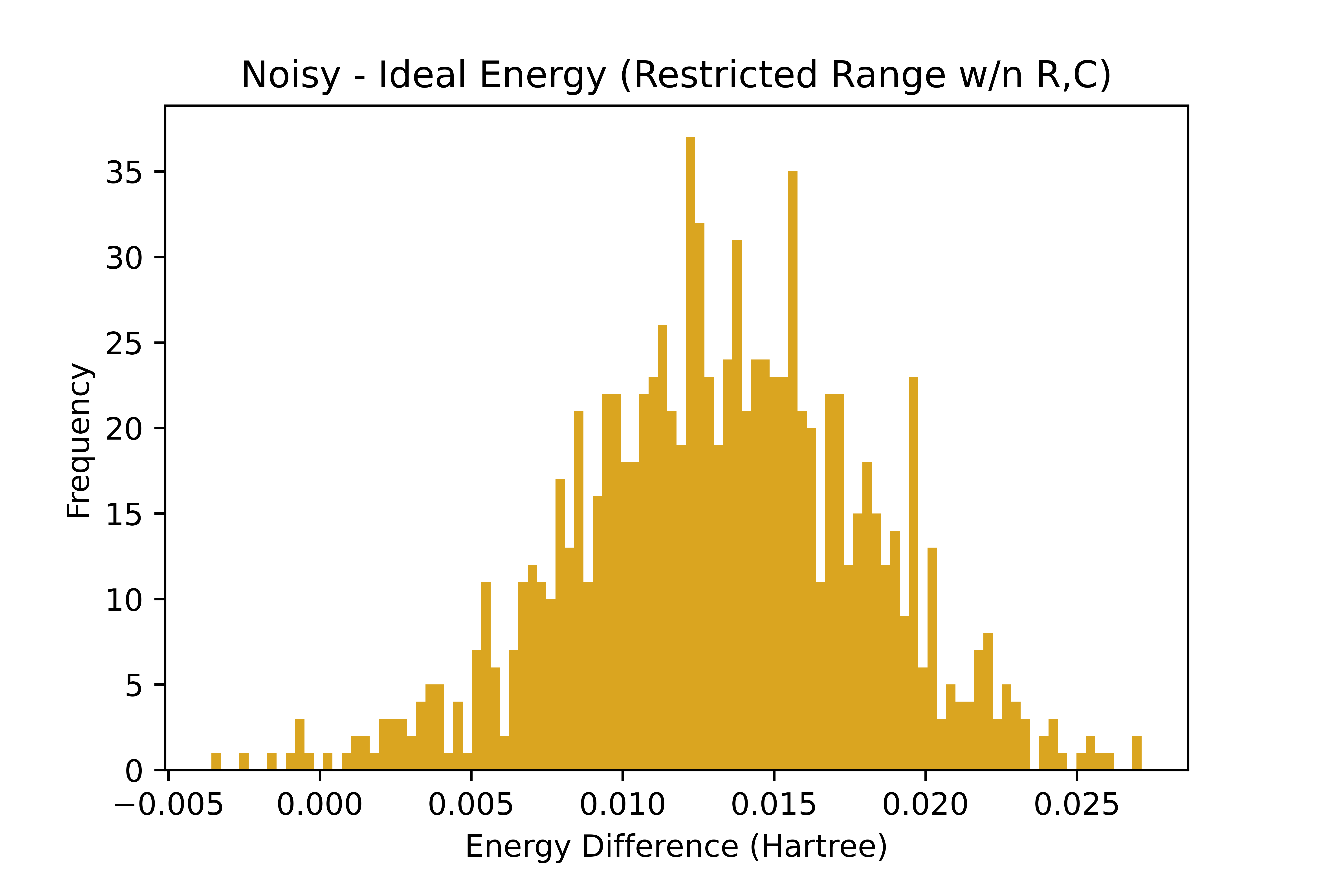 Noisy - Ideal Energy (Restricted Range w/n R,C)
35
30
25
20
15
10
5
0
Frequency
−0.005 0.000 0.005 0.010 0.015 0.020 0.025
Energy Difference (Hartree)